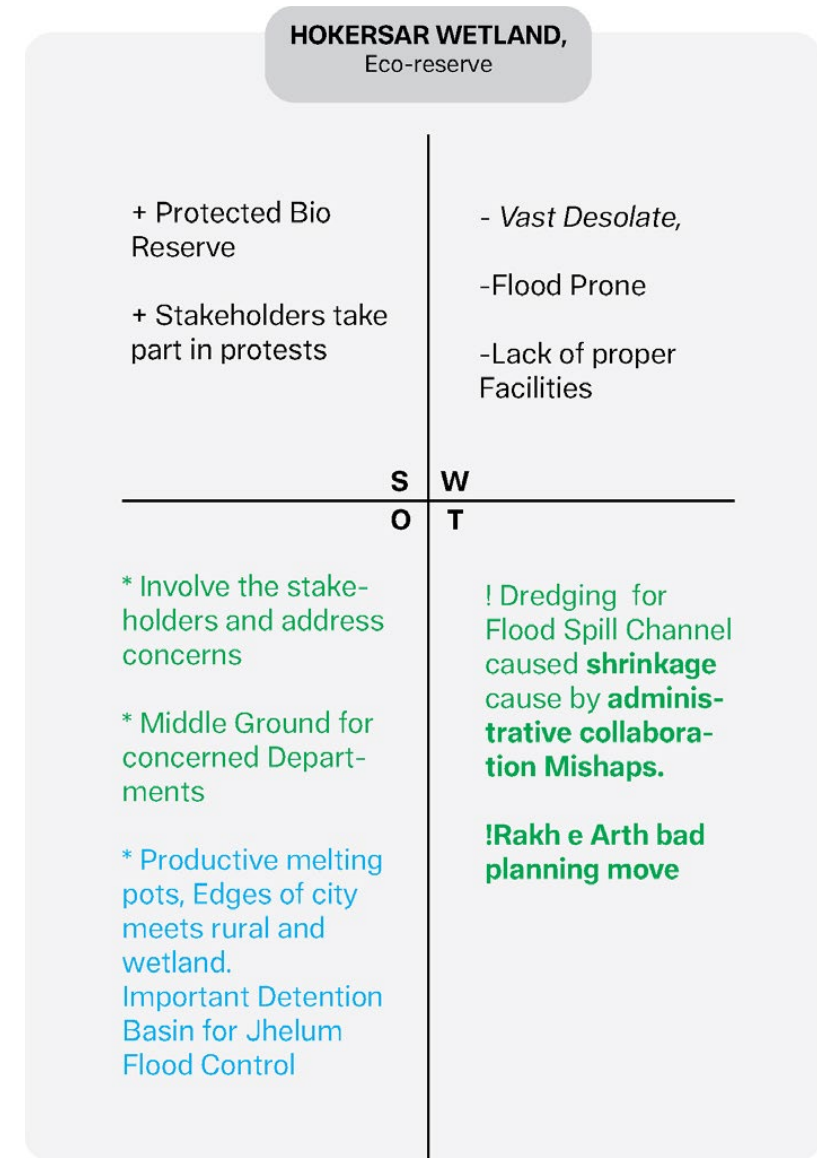 HOKERSAR WETLAND,
Eco-reserve
+ Protected Bio
Reserve
+ Stakeholders take
part in protests
- Vast Desolate,
-Flood Prone
-Lack of proper
Facilities
S
W
O
T
* Involve the stake-
holders and address
concerns
* Middle Ground for
concerned Depart-
ments
* Productive melting
pots, Edges of city
meets rural and
wetland.
Important Detention
Basin for Jhelum
Flood Control
! Dredging for
Flood Spill Channel
caused shrinkage
cause by adminis-
trative collabora-
tion Mishaps.
!Rakh e Arth bad
planning move